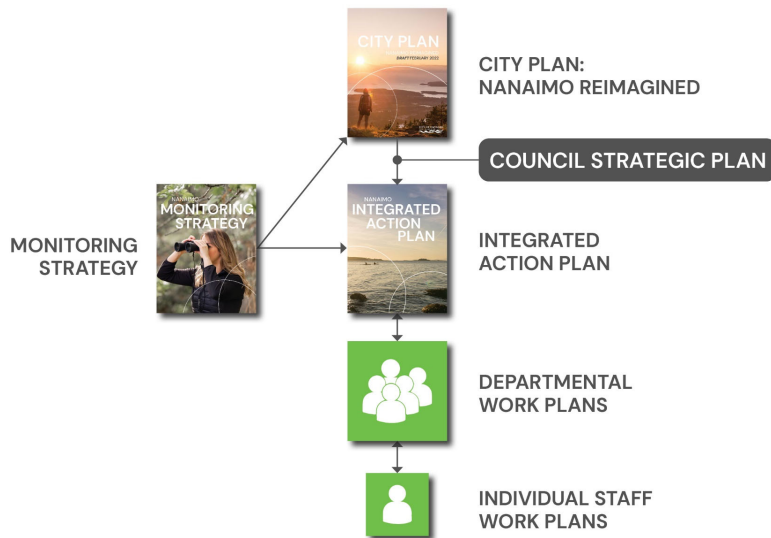 CITY PLAN
DRAFT FEBRUARY 2022
CITY PLAN:
NANAIMO REIMAGINED
COUNCIL STRATEGIC PLAN
NANAIMO
MONITORING
STRATEGY
MONITORING
STRATEGY
NANAIMO
INTEGRATED
ACTION
PLAN
INTEGRATED
ACTION PLAN
DEPARTMENTAL
WORK PLANS
INDIVIDUAL STAFF
WORK PLANS